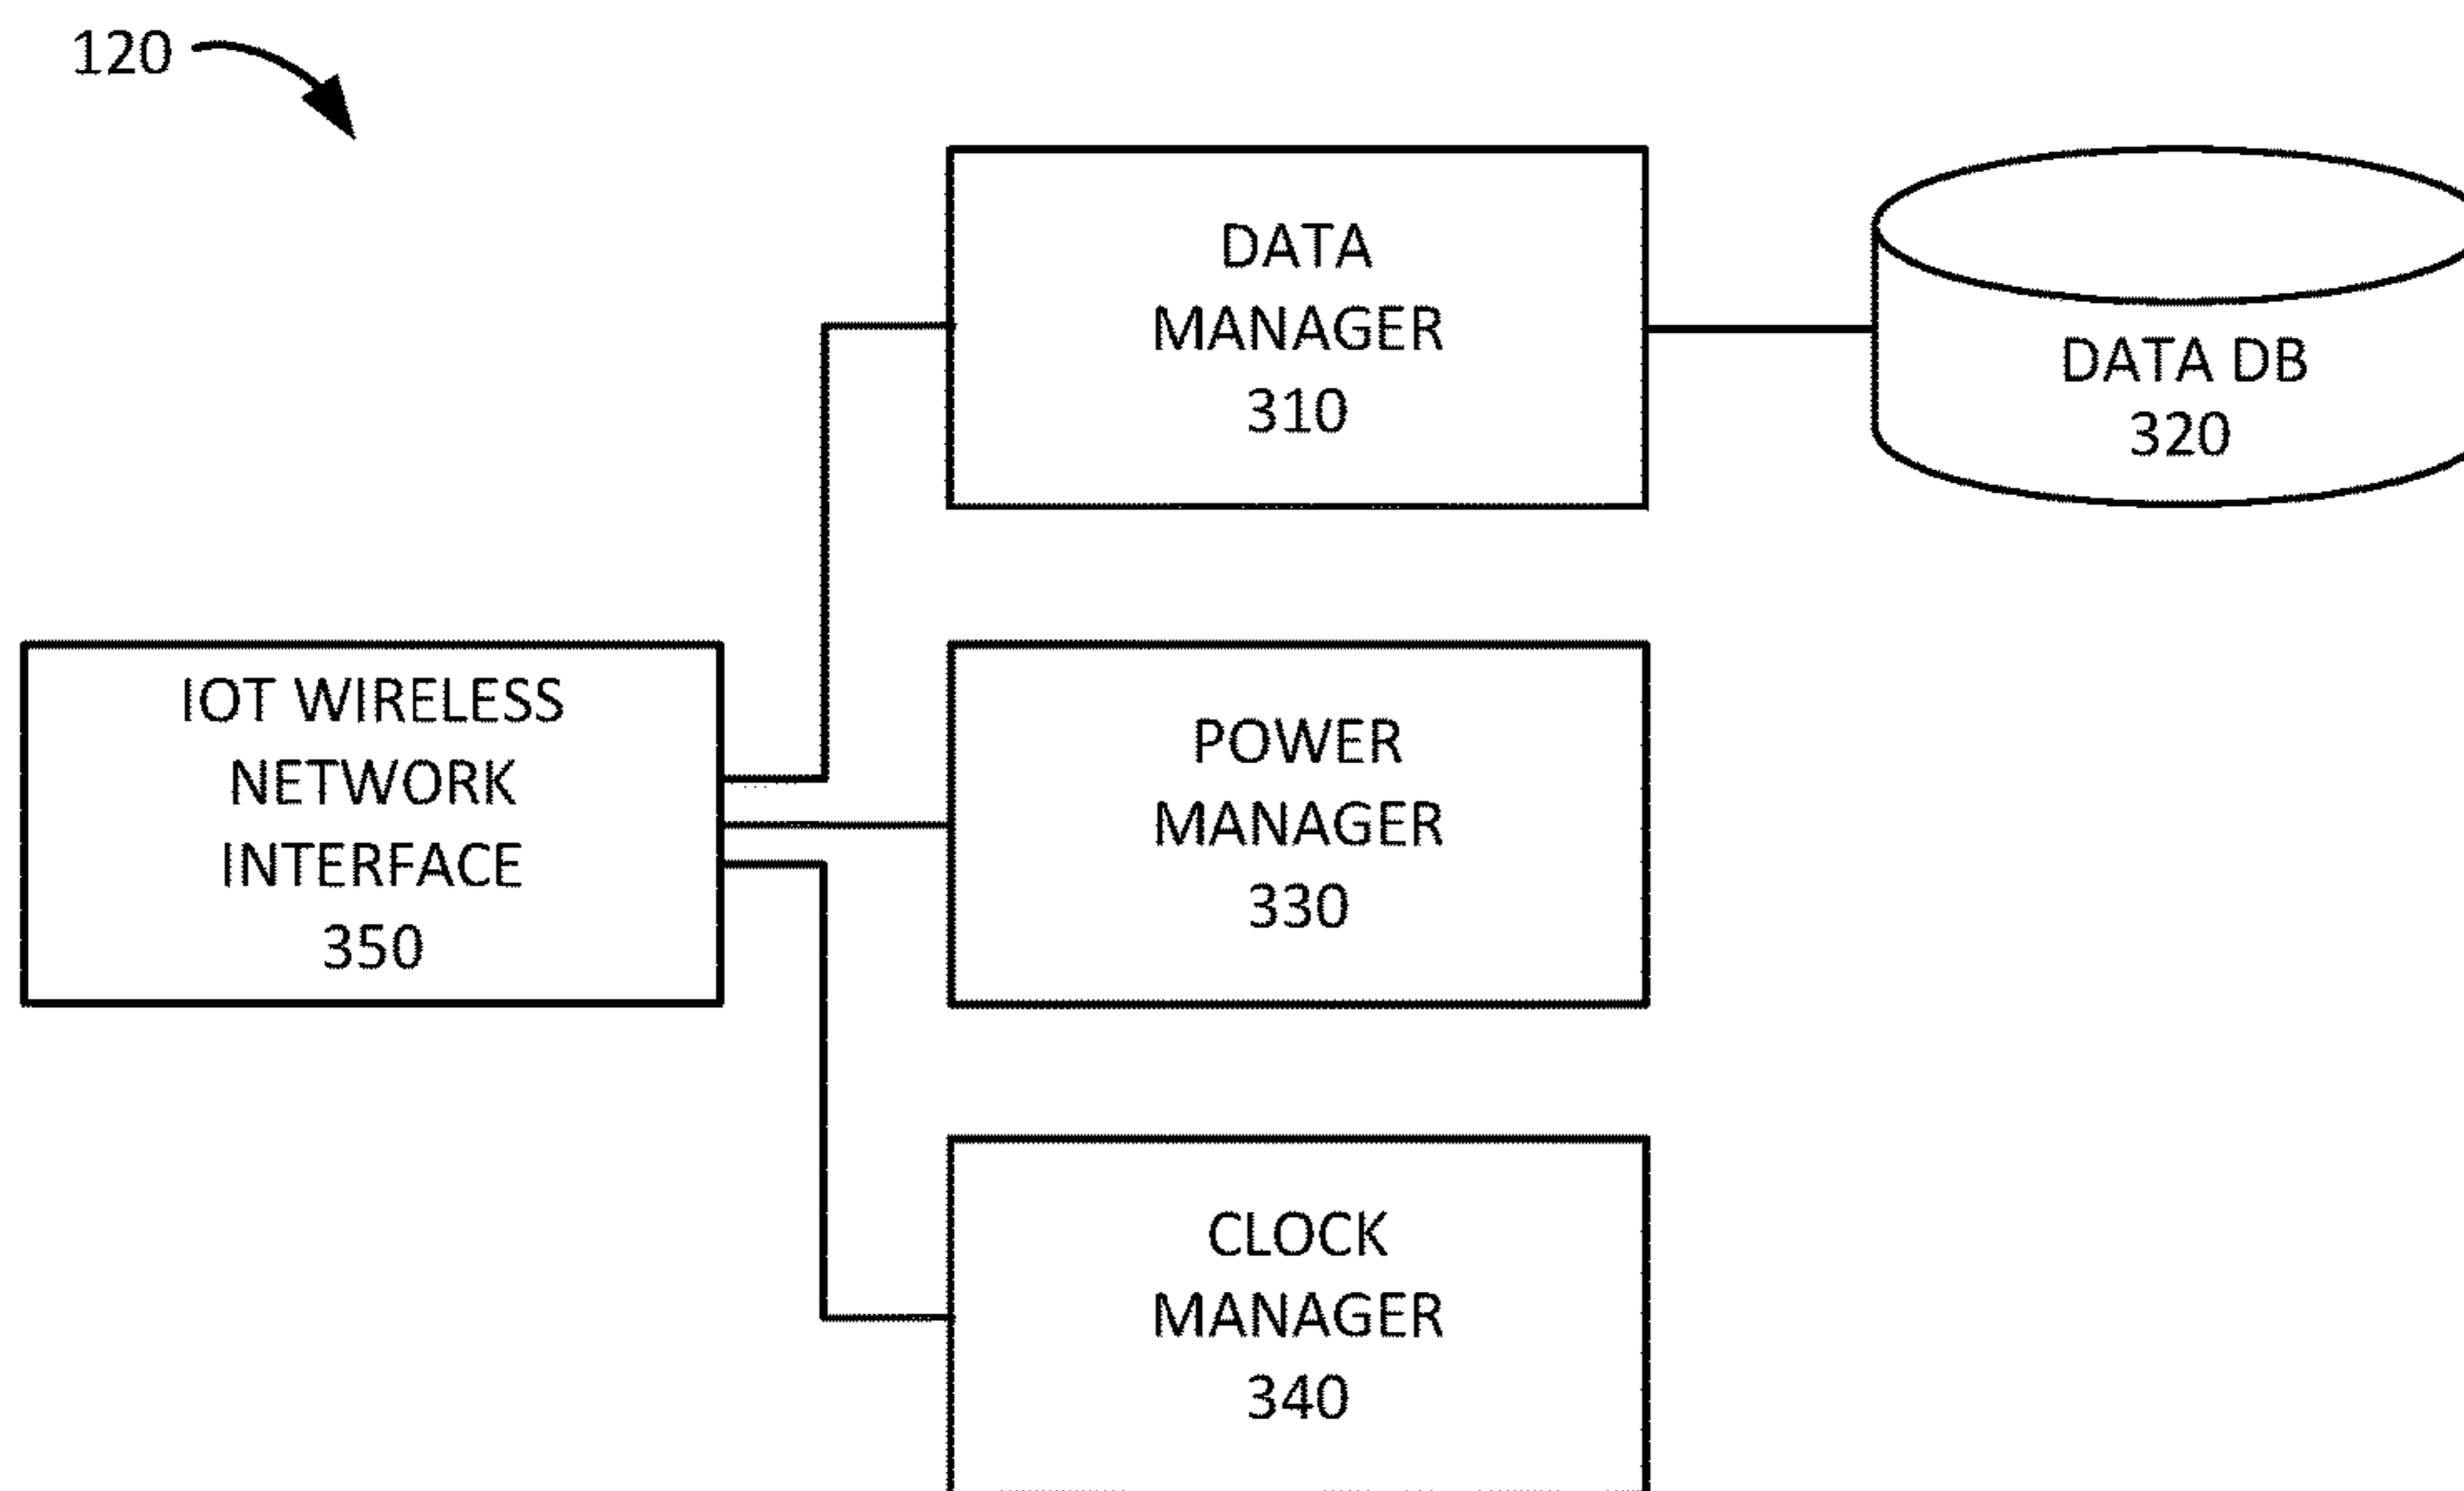 120
DATA
MANAGER
310
DATA DB
320
IOT WIRELESS
NETWORK
INTERFACE
350
POWER
MANAGER
330
CLOCK
MANAGER
340